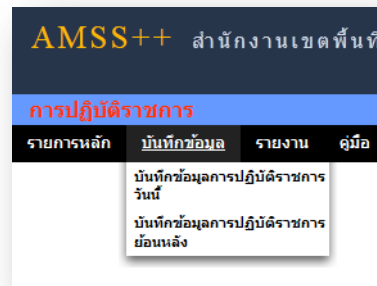 AMSS++ สำนักงานเขตพื้นที่
การปฏิบัติราชการ
รายการหลัก บันทึกข้อมูล รายงาน คู่มือ
บันทึกข้อมูลการปฏิบัติราชการ
วันนี้
บันทึกข้อมูลการปฏิบัติราชการ
ย้อนหลัง